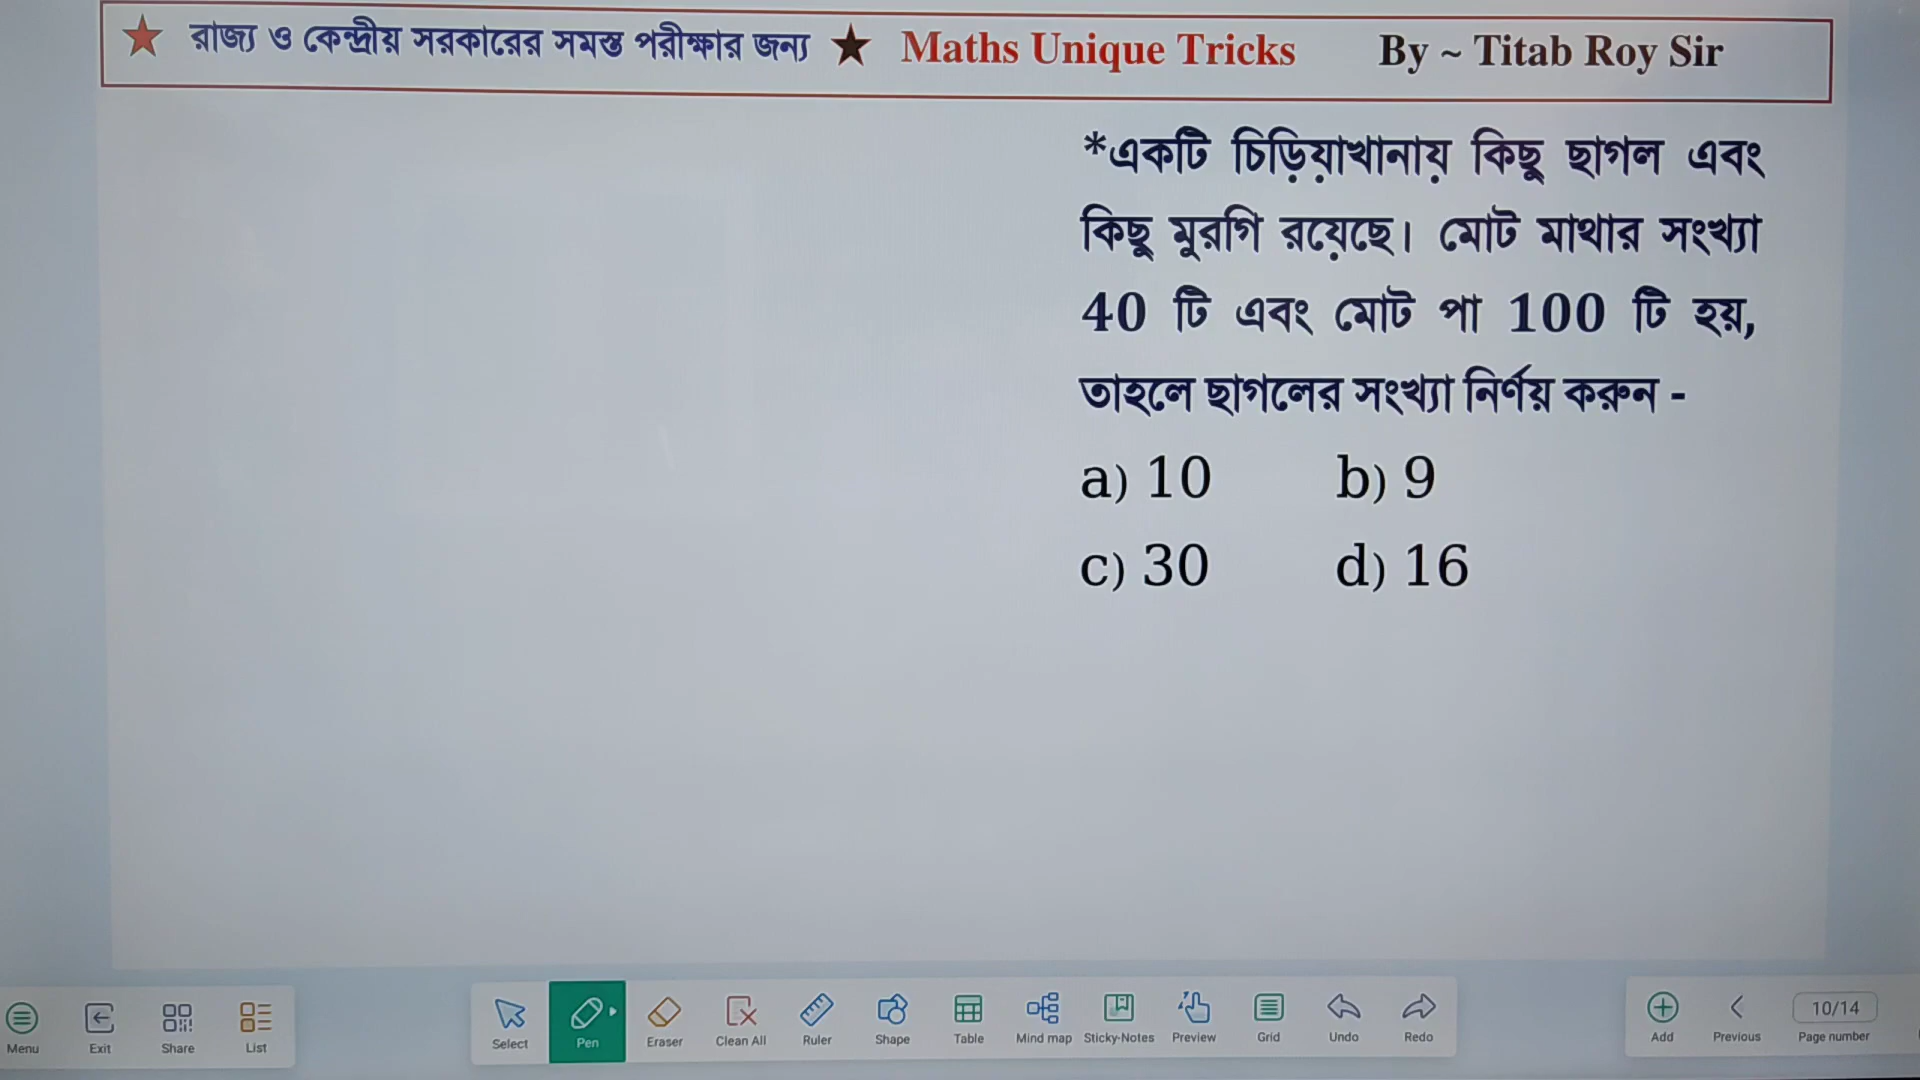 ★ রাজ্য ও কেন্দ্রীয় সরকারের সমস্ত পরীক্ষার জন্য ★ Maths Unique Tricks By ~ Titab Roy Sir
*একটি চিড়িয়াখানায় কিছু ছাগল এবং
কিছু মুরগি রয়েছে। মোট মাথার সংখ্যা
40 টি এবং মোট পা 100 টি হয়,
তাহলে ছাগলের সংখ্যা নির্ণয় করুন -
a) 10 b) 9
c) 30 d) 16
Menu Exit Share List Select Pen Eraser Clean All Ruler Shape Table Mind map Sticky-Notes Preview Grid Undo Redo Add Previous 10/14 Page number